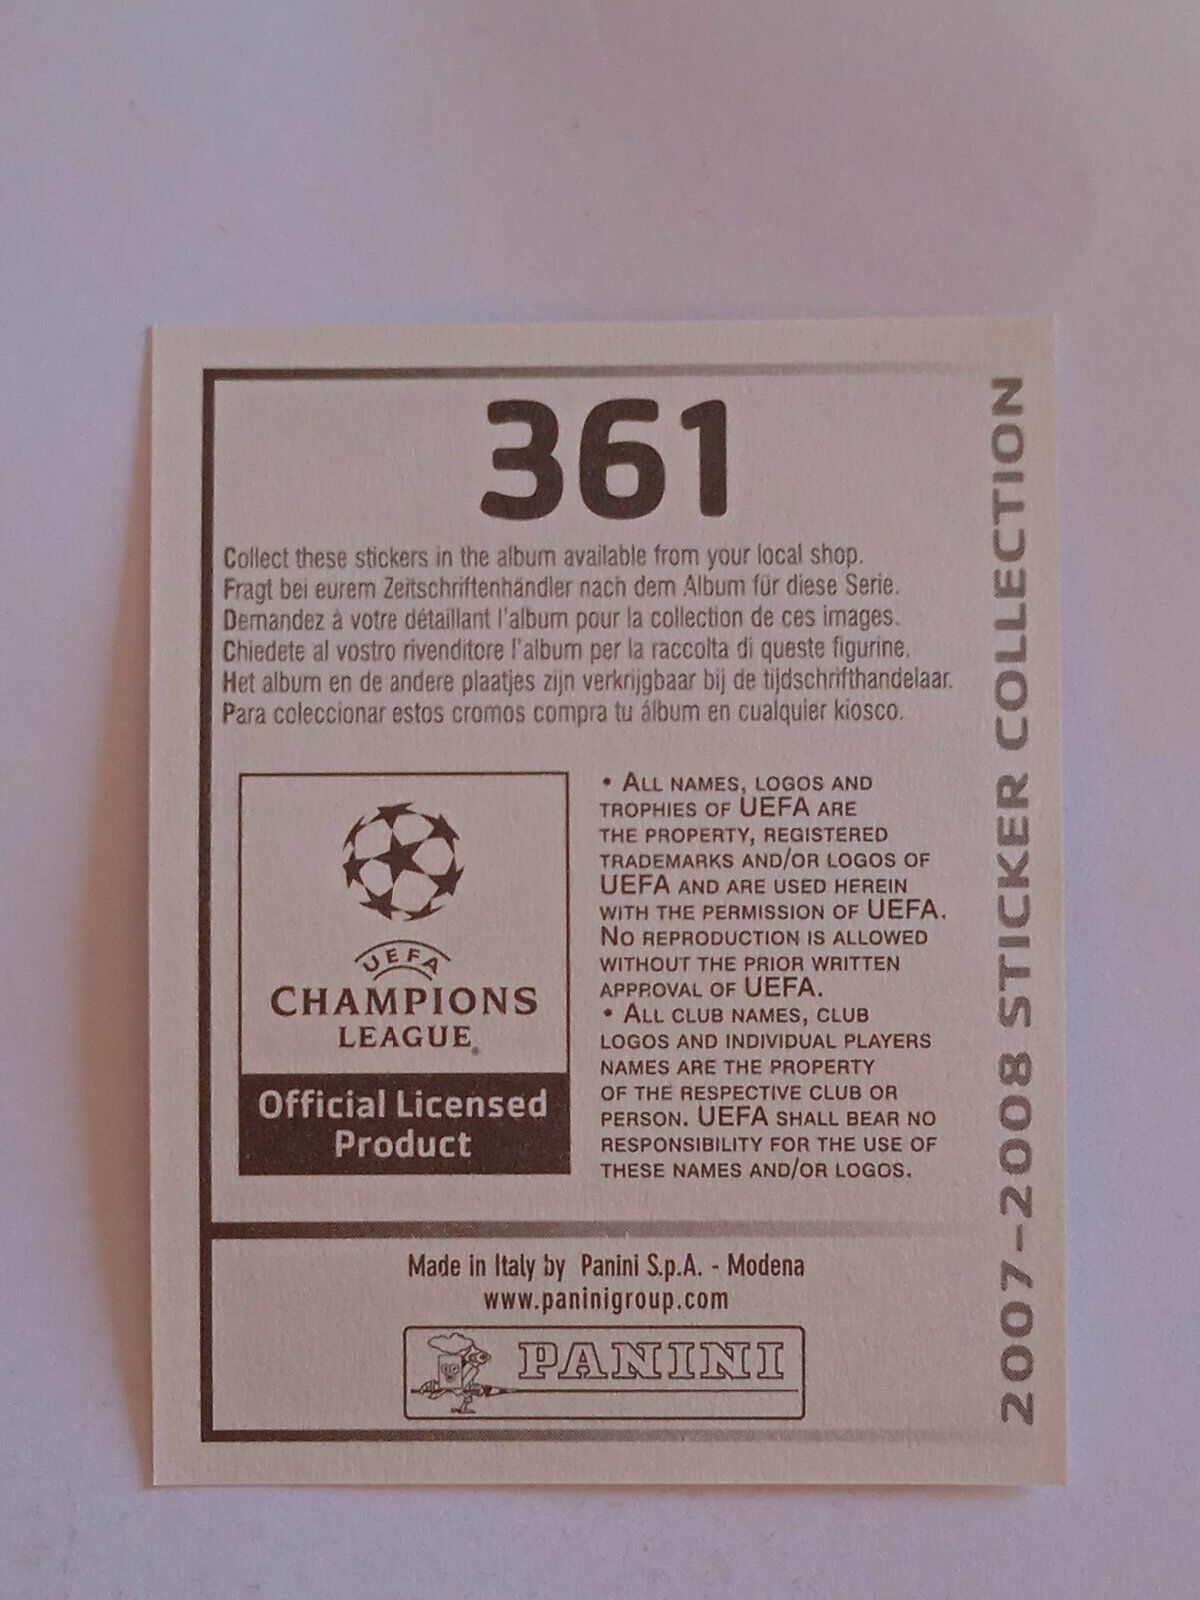 361
Collect these stickers in the album available from your local shop.
Fragt bei eurem Zeitschriftenhändler nach dem Album für diese Serie.
Demandez à votre détaillant l'album pour la collection de ces images.
Chiedete al vostro rivenditore l'album per la raccolta di queste figurine.
Het album en de andere plaatjes zijn verkrijgbaar bij de tijdschrifthandelaar.
Para coleccionar estos cromos compra tu álbum en cualquier kiosco.
UEFA
CHAMPIONS
LEAGUE®
Official Licensed
Product
• ALL NAMES, LOGOS AND
TROPHIES OF UEFA ARE
THE PROPERTY, REGISTERED
TRADEMARKS AND/OR LOGOS OF
UEFA AND ARE USED HEREIN
WITH THE PERMISSION OF UEFA.
NO REPRODUCTION IS ALLOWED
WITHOUT THE PRIOR WRITTEN
APPROVAL OF UEFA.
• ALL CLUB NAMES, CLUB
LOGOS AND INDIVIDUAL PLAYERS
NAMES ARE THE PROPERTY
OF THE RESPECTIVE CLUB OR
PERSON. UEFA SHALL BEAR NO
RESPONSIBILITY FOR THE USE OF
THESE NAMES AND/OR LOGOS.
Made in Italy by Panini S.p.A. - Modena
www.paninigroup.com
PANINI
2007-2008 STICKER COLLECTION